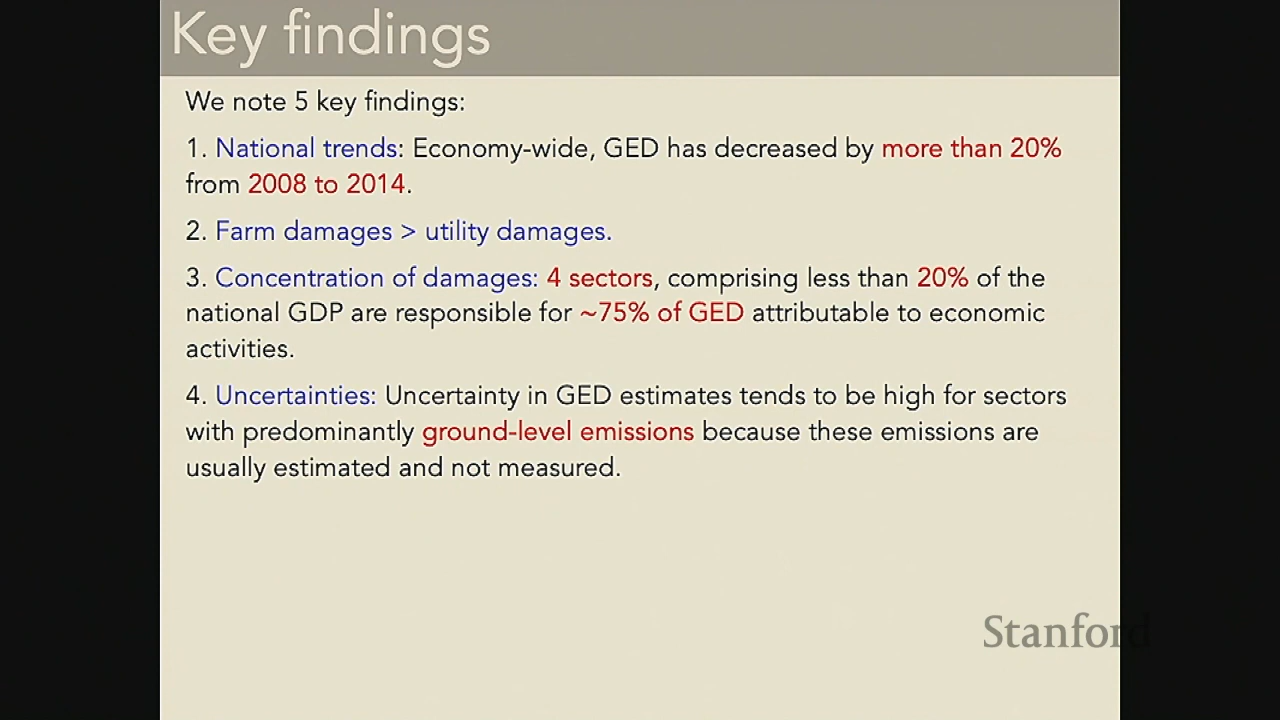 Key findings
We note 5 key findings:
1. National trends: Economy-wide, GED has decreased by more than 20%
from 2008 to 2014.
2. Farm damages > utility damages.
3. Concentration of damages: 4 sectors, comprising less than 20% of the
national GDP are responsible for ~75% of GED attributable to economic
activities.
4. Uncertainties: Uncertainty in GED estimates tends to be high for sectors
with predominantly ground-level emissions because these emissions are
usually estimated and not measured.
Stanford